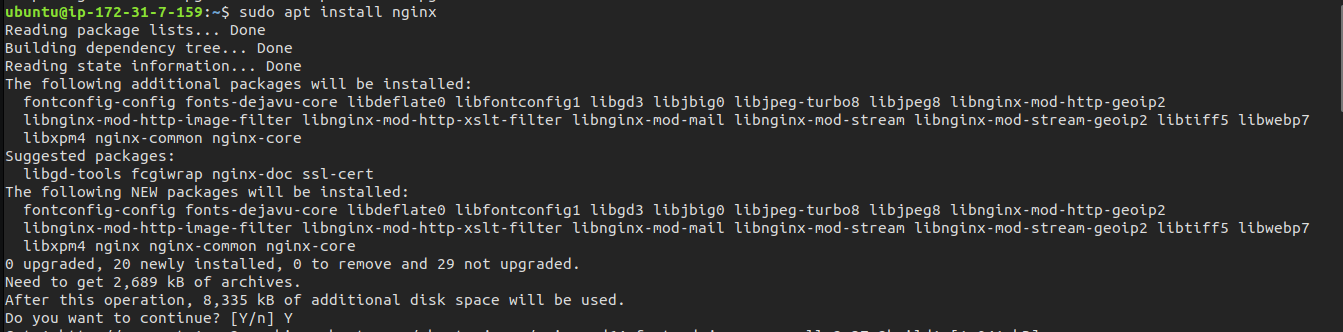 ubuntu@ip-172-31-7-159:~$ sudo apt install nginx
Reading package lists... Done
Building dependency tree... Done
Reading state information... Done
The following additional packages will be installed:
  fontconfig-config fonts-dejavu-core libdeflate0 libfontconfig1 libgd3 libjbig0 libjpeg-turbo8 libjpeg8 libnginx-mod-http-geoip2
  libnginx-mod-http-image-filter libnginx-mod-http-xslt-filter libnginx-mod-mail libnginx-mod-stream libnginx-mod-stream-geoip2 libtiff5 libwebp7
  libxpm4 nginx-common nginx-core
Suggested packages:
  libgd-tools fcgiwrap nginx-doc ssl-cert
The following NEW packages will be installed:
  fontconfig-config fonts-dejavu-core libdeflate0 libfontconfig1 libgd3 libjbig0 libjpeg-turbo8 libjpeg8 libnginx-mod-http-geoip2
  libnginx-mod-http-image-filter libnginx-mod-http-xslt-filter libnginx-mod-mail libnginx-mod-stream libnginx-mod-stream-geoip2 libtiff5 libwebp7
  libxpm4 nginx nginx-common nginx-core
0 upgraded, 20 newly installed, 0 to remove and 29 not upgraded.
Need to get 2,689 kB of archives.
After this operation, 8,335 kB of additional disk space will be used.
Do you want to continue? [Y/n] Y